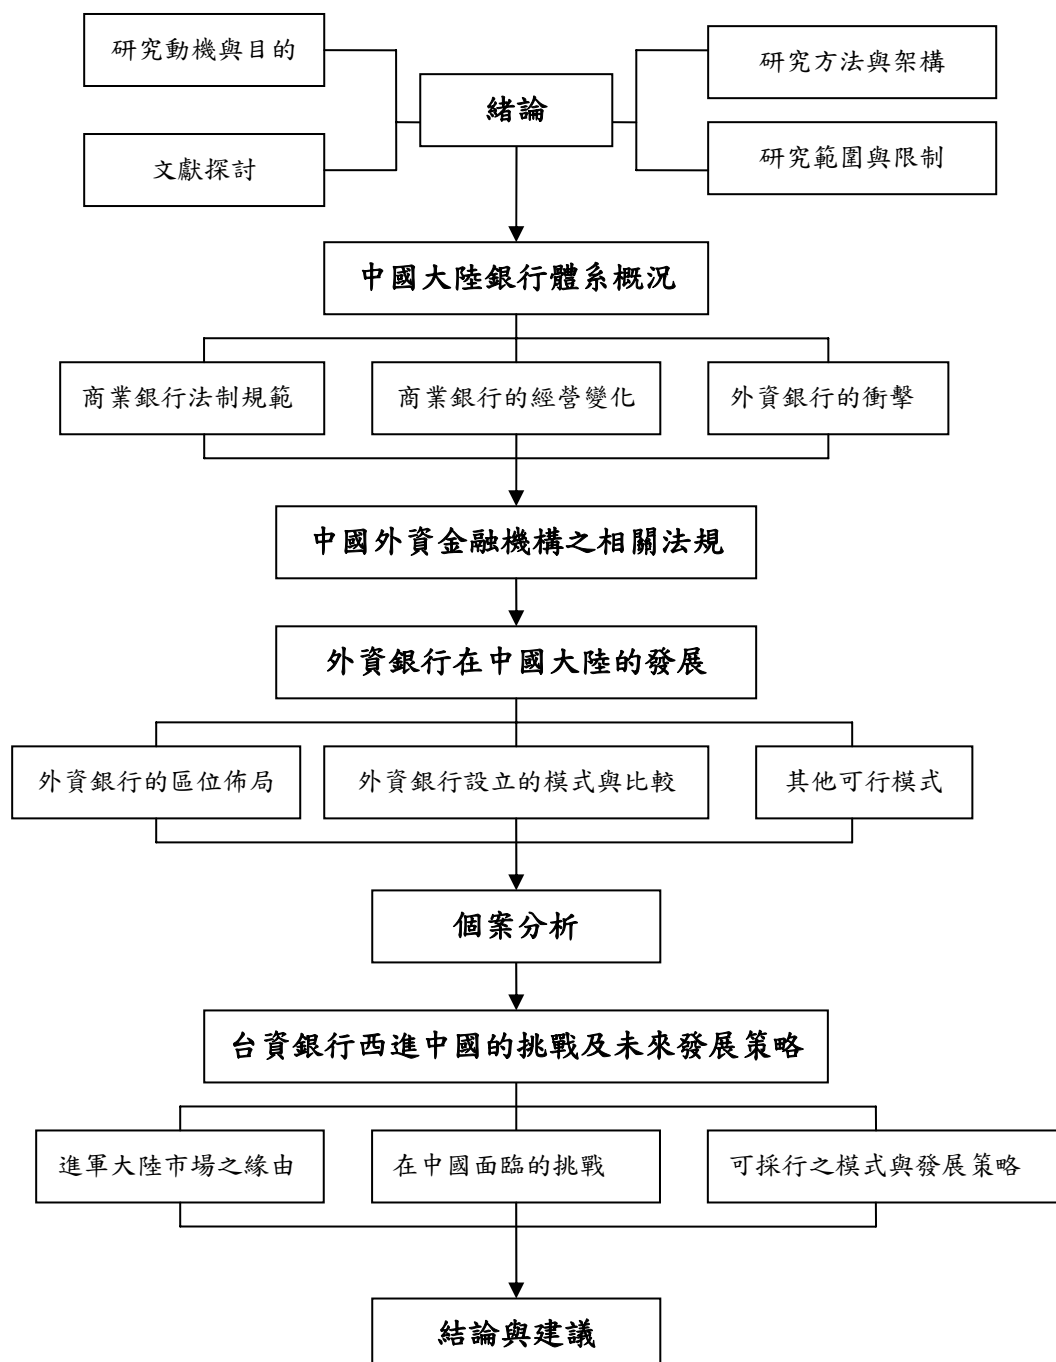 研究動機與目的
研究方法與架構
緒論
文獻探討
研究範圍與限制
中國大陸銀行體系概況
商業銀行法制規範
商業銀行的經營變化
外資銀行的衝擊
中國外資金融機構之相關法規
外資銀行在中國大陸的發展
外資銀行的區位佈局
外資銀行設立的模式與比較
其他可行模式
個案分析
台資銀行西進中國的挑戰及未來發展策略
進軍大陸市場之緣由
在中國面臨的挑戰
可採行之模式與發展策略
結論與建議